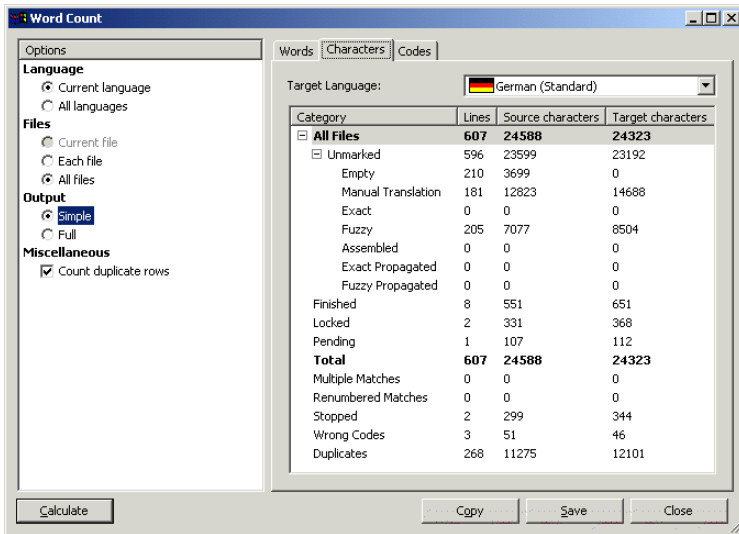 Word Count
Options
Language
Current language
All languages
Files
Current file
Each file
All files
Output
Simple
Full
Miscellaneous
Count duplicate rows
Words Characters Codes
Target Language: German (Standard)
Category Lines Source characters Target characters
All Files 607 24588 24323
Unmarked 596 23599 23192
Empty 210 3699 0
Manual Translation 181 12823 14688
Exact 0 0 0
Fuzzy 205 7077 8504
Assembled 0 0 0
Exact Propagated 0 0 0
Fuzzy Propagated 0 0 0
Finished 8 551 651
Locked 2 331 368
Pending 1 107 112
Total 607 24588 24323
Multiple Matches 0 0 0
Renumbered Matches 0 0 0
Stopped 2 299 344
Wrong Codes 3 51 46
Duplicates 268 11275 12101
Calculate Copy Save Close